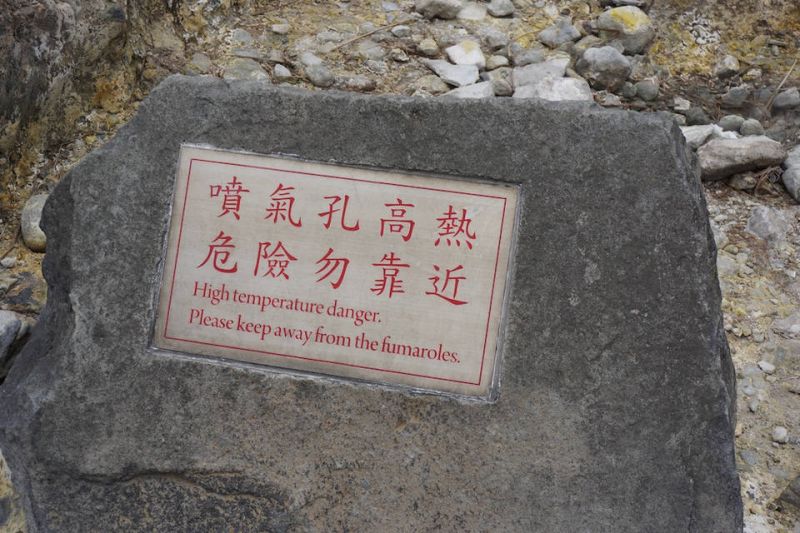 噴氣孔高熱
危險勿靠近
High temperature danger.
Please keep away from the fumaroles.